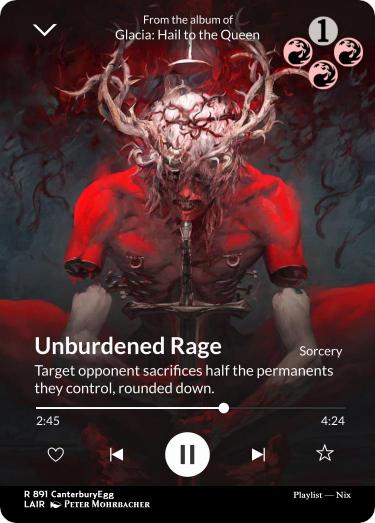 From the album of
Glacia: Hail to the Queen
1
Unburdened Rage
Sorcery
Target opponent sacrifices half the permanents
they control, rounded down.
2:45
4:24
R 891 CanterburyEgg
LAIR Peter Mohrbacher
Playlist — Nix